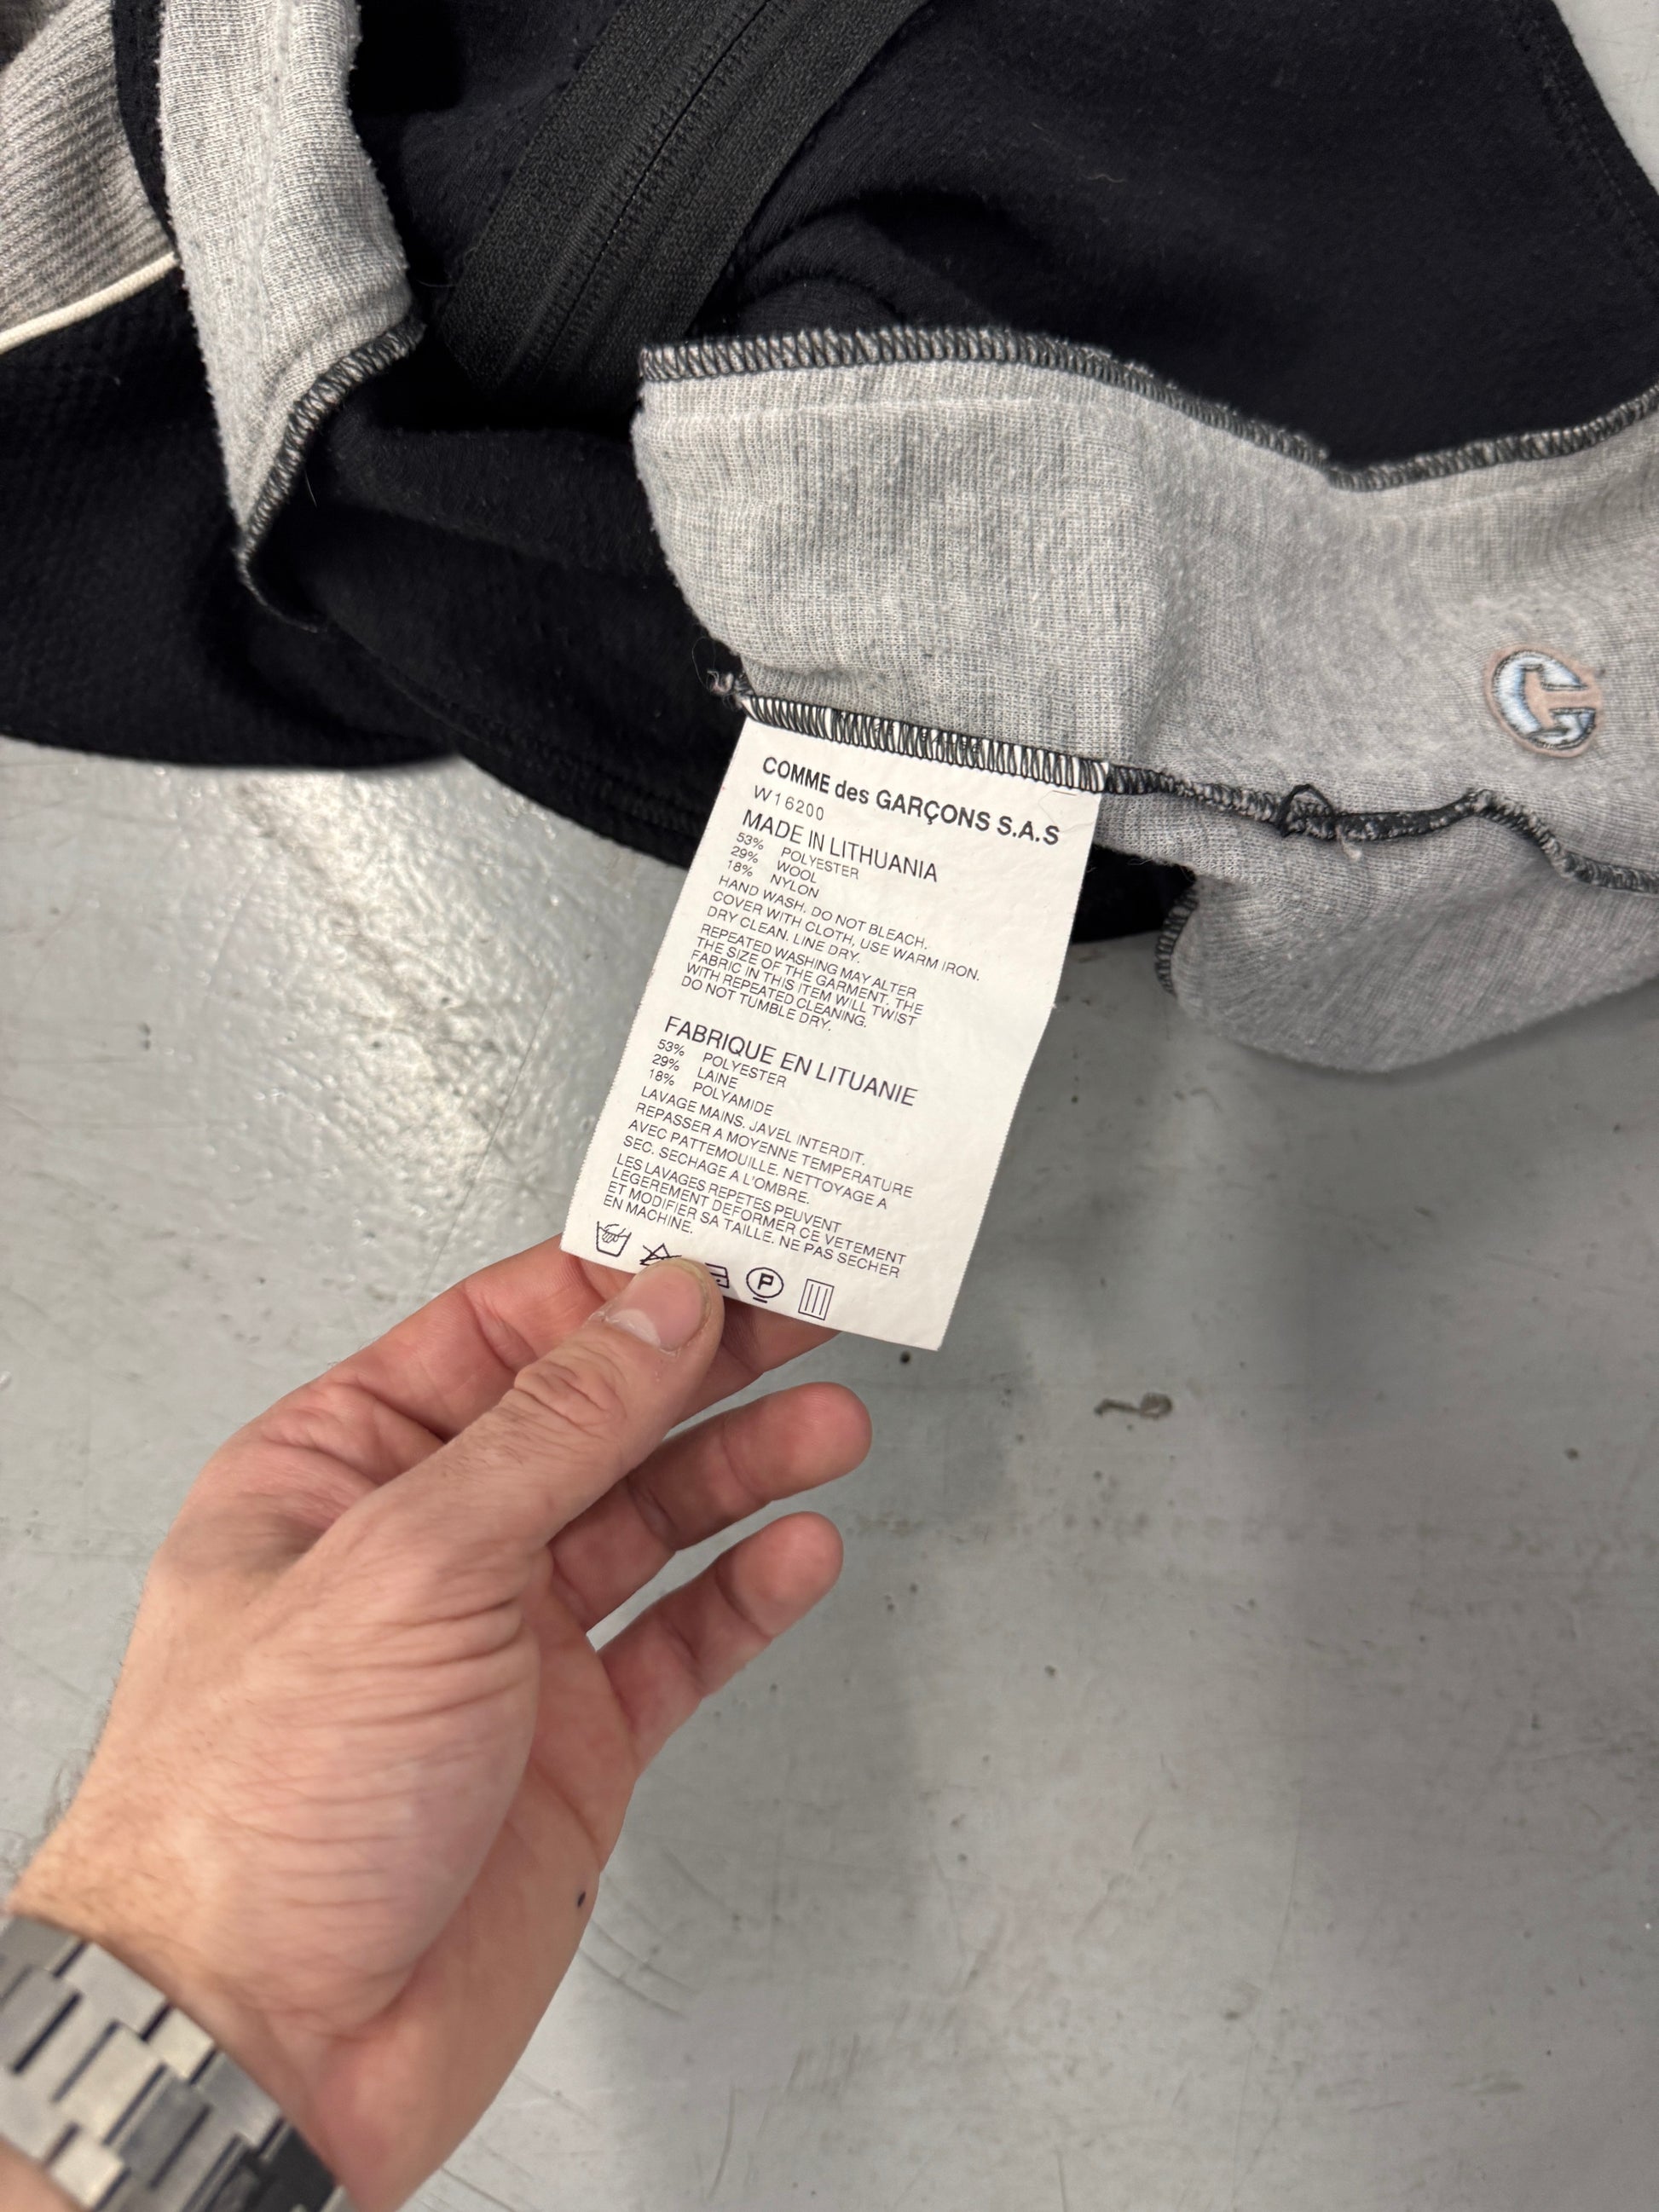 COMME des GARÇONS S.A.S
W16200
MADE IN LITHUANIA
53% POLYESTER
29% WOOL
18% NYLON
HAND WASH. DO NOT BLEACH.
COVER WITH CLOTH, USE WARM IRON.
DRY CLEAN. LINE DRY.
REPEATED WASHING MAY ALTER
THE SIZE OF THE GARMENT. THE
FABRIC IN THIS ITEM WILL TWIST
WITH REPEATED CLEANING.
DO NOT TUMBLE DRY.
FABRIQUE EN LITUANIE
53% POLYESTER
29% LAINE
18% POLYAMIDE
LAVAGE MAINS. JAVEL INTERDIT.
REPASSER A MOYENNE TEMPERATURE
AVEC PATTEMOUILLE. NETTOYAGE A
SEC. SECHAGE A L'OMBRE.
LES LAVAGES REPETES PEUVENT
LEGEREMENT DEFORMER CE VETEMENT
ET MODIFIER SA TAILLE. NE PAS SECHER
EN MACHINE.
P